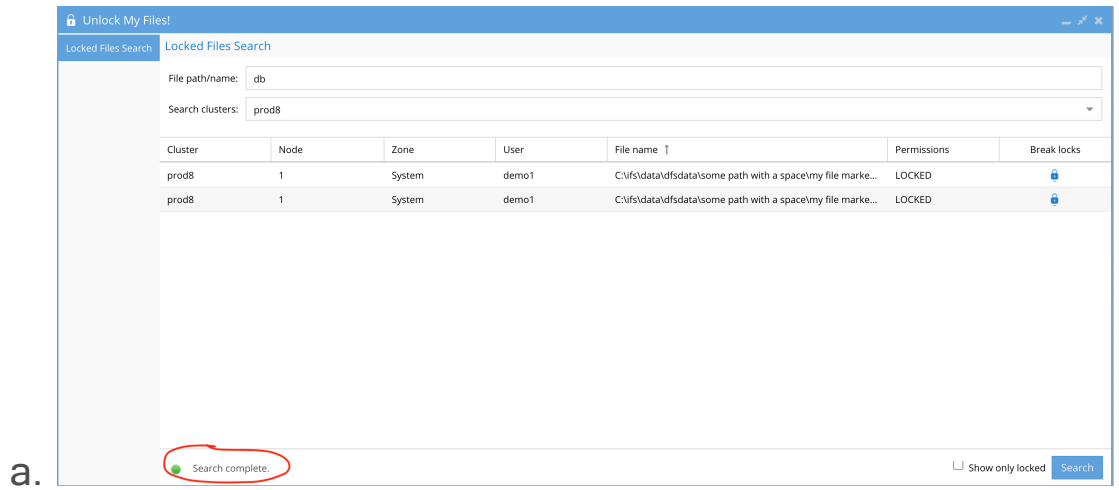 Unlock My Files!
Locked Files Search
Locked Files Search
File path/name: db
Search clusters: prod8
Cluster Node Zone User File name ↑ Permissions Break locks
prod8 1 System demo1 C:\ifs\data\dfsdata\some path with a space\my file marke... LOCKED
prod8 1 System demo1 C:\ifs\data\dfsdata\some path with a space\my file marke... LOCKED
a. Search complete. Show only locked Search